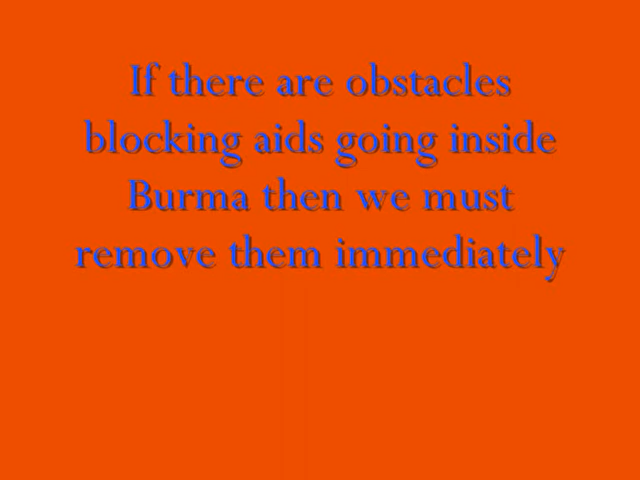 If there are obstacles
blocking aids going inside
Burma then we must
remove them immediately